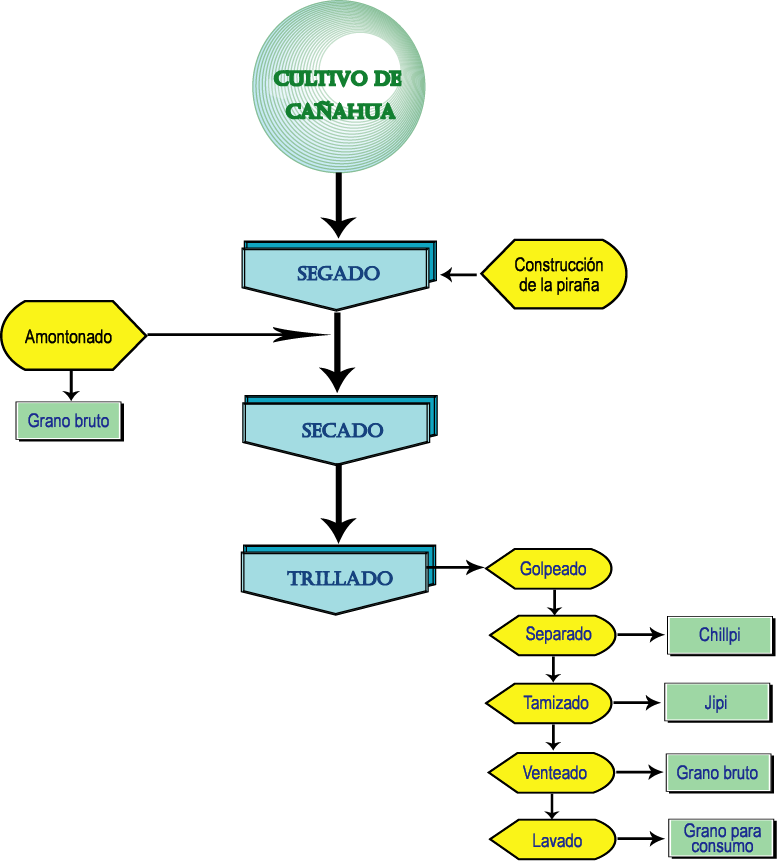 CULTIVO DE
CAÑAHUA
SEGADO
Construcción
de la piraña
Amontonado
Grano bruto
SECADO
TRILLADO
Golpeado
Separado
Chillpi
Tamizado
Jipi
Venteado
Grano bruto
Lavado
Grano para
consumo